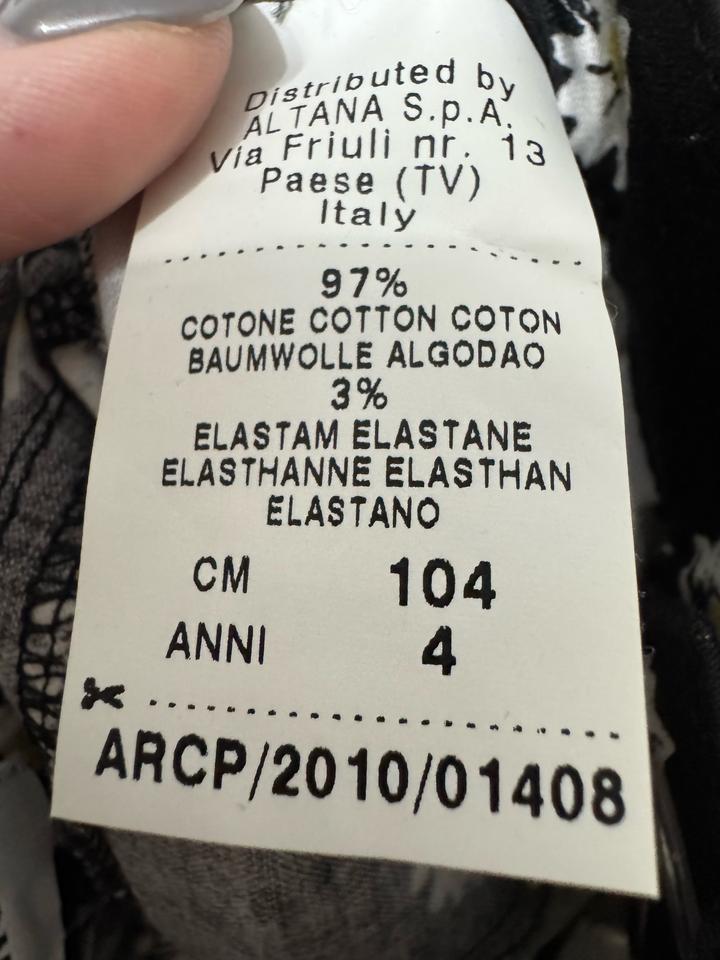 Distributed by
ALTANA S.p.A.
Via Friuli nr. 13
Paese (TV)
Italy
97%
COTONE COTTON COTON
BAUMWOLLE ALGODAO
3%
ELASTAM ELASTANE
ELASTHANNE ELASTHAN
ELASTANO
CM 104
ANNI 4
ARCP/2010/01408